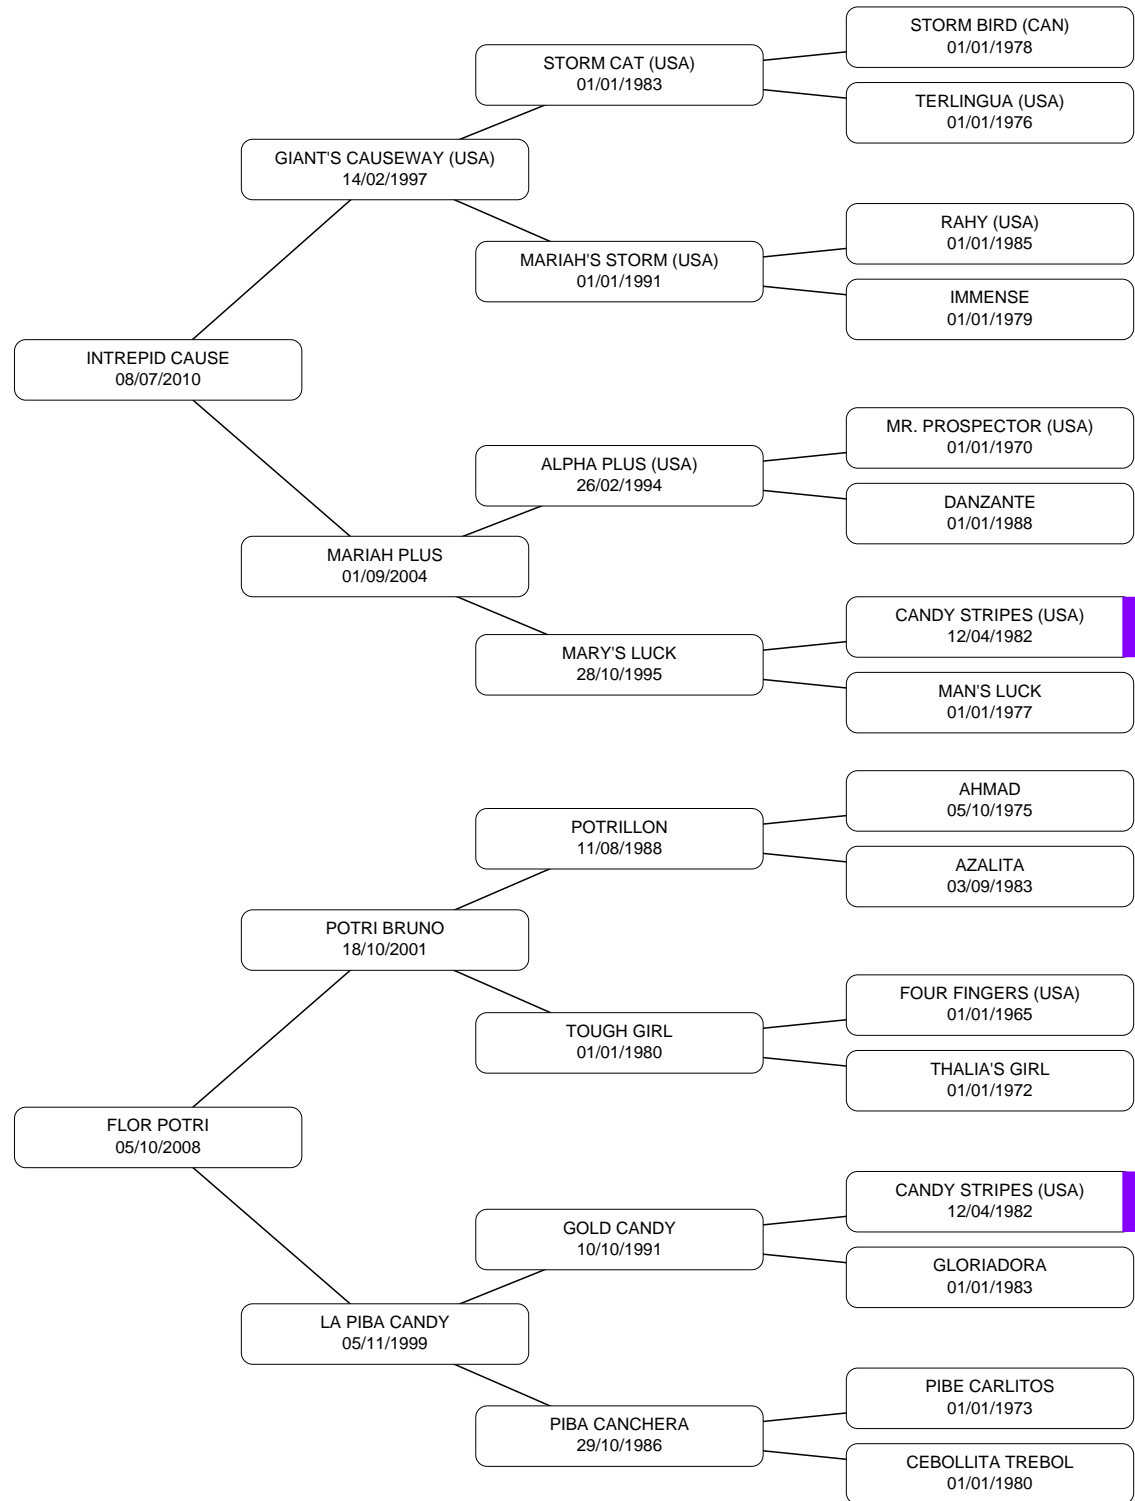 STORM BIRD (CAN)
01/01/1978
STORM CAT (USA)
01/01/1983
TERLINGUA (USA)
01/01/1976
GIANT'S CAUSEWAY (USA)
14/02/1997
RAHY (USA)
01/01/1985
MARIAH'S STORM (USA)
01/01/1991
IMMENSE
01/01/1979
INTREPID CAUSE
08/07/2010
MR. PROSPECTOR (USA)
01/01/1970
ALPHA PLUS (USA)
26/02/1994
DANZANTE
01/01/1988
MARIAH PLUS
01/09/2004
CANDY STRIPES (USA)
12/04/1982
MARY'S LUCK
28/10/1995
MAN'S LUCK
01/01/1977
AHMAD
05/10/1975
POTRILLON
11/08/1988
AZALITA
03/09/1983
POTRI BRUNO
18/10/2001
FOUR FINGERS (USA)
01/01/1965
TOUGH GIRL
01/01/1980
THALIA'S GIRL
01/01/1972
FLOR POTRI
05/10/2008
CANDY STRIPES (USA)
12/04/1982
GOLD CANDY
10/10/1991
GLORIADORA
01/01/1983
LA PIBA CANDY
05/11/1999
PIBE CARLITOS
01/01/1973
PIBA CANCHERA
29/10/1986
CEBOLLITA TREBOL
01/01/1980